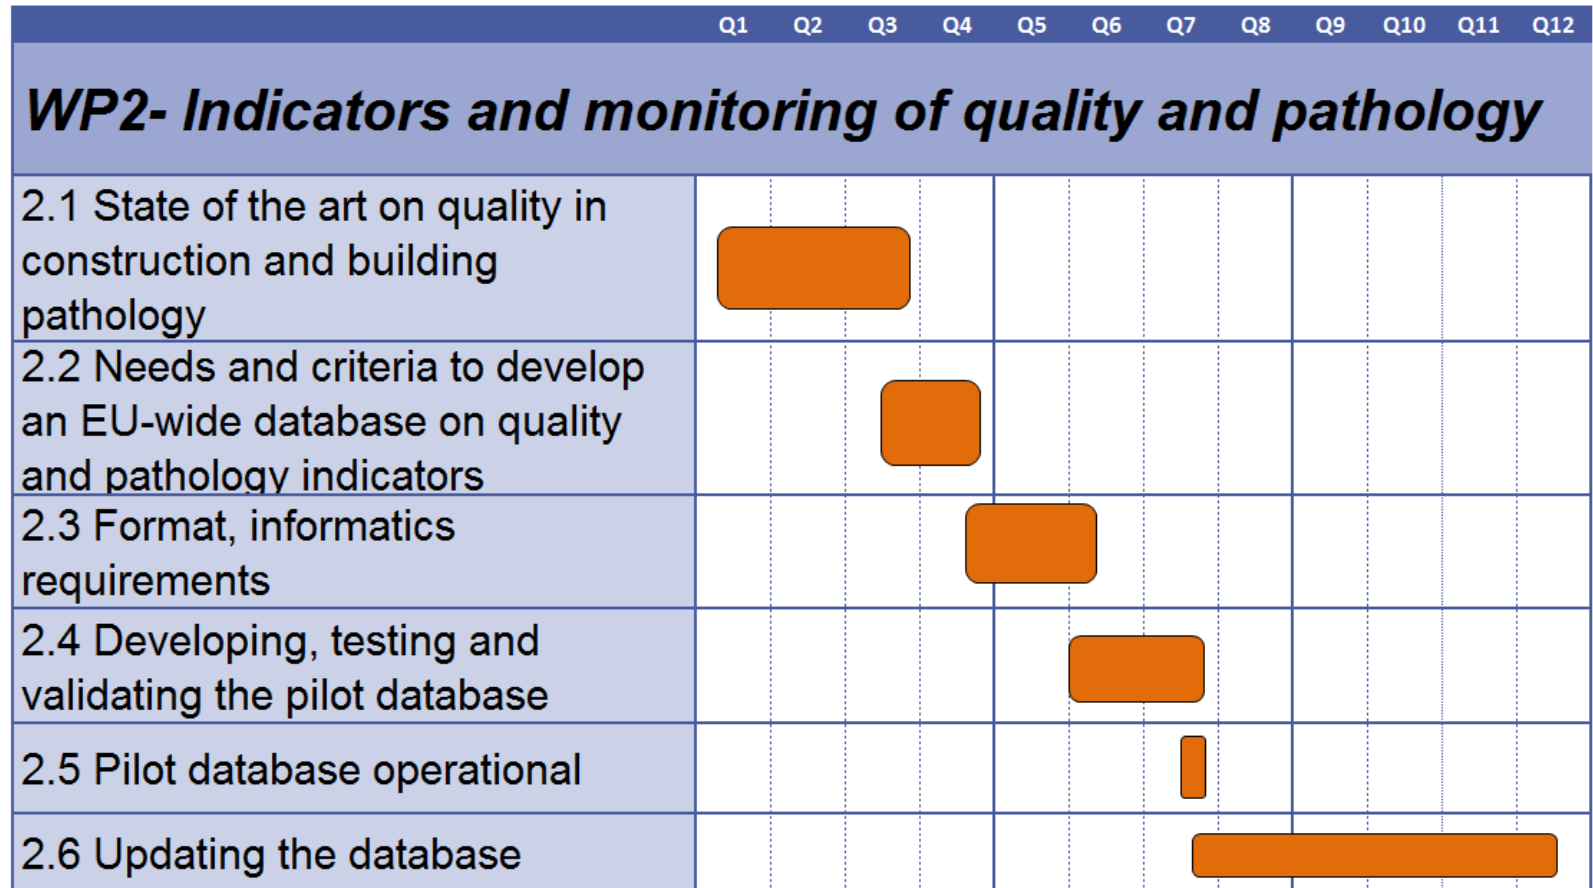 Q1 Q2 Q3 Q4 Q5 Q6 Q7 Q8 Q9 Q10 Q11 Q12
WP2- Indicators and monitoring of quality and pathology
2.1 State of the art on quality in
construction and building
pathology
2.2 Needs and criteria to develop
an EU-wide database on quality
and pathology indicators
2.3 Format, informatics
requirements
2.4 Developing, testing and
validating the pilot database
2.5 Pilot database operational
2.6 Updating the database